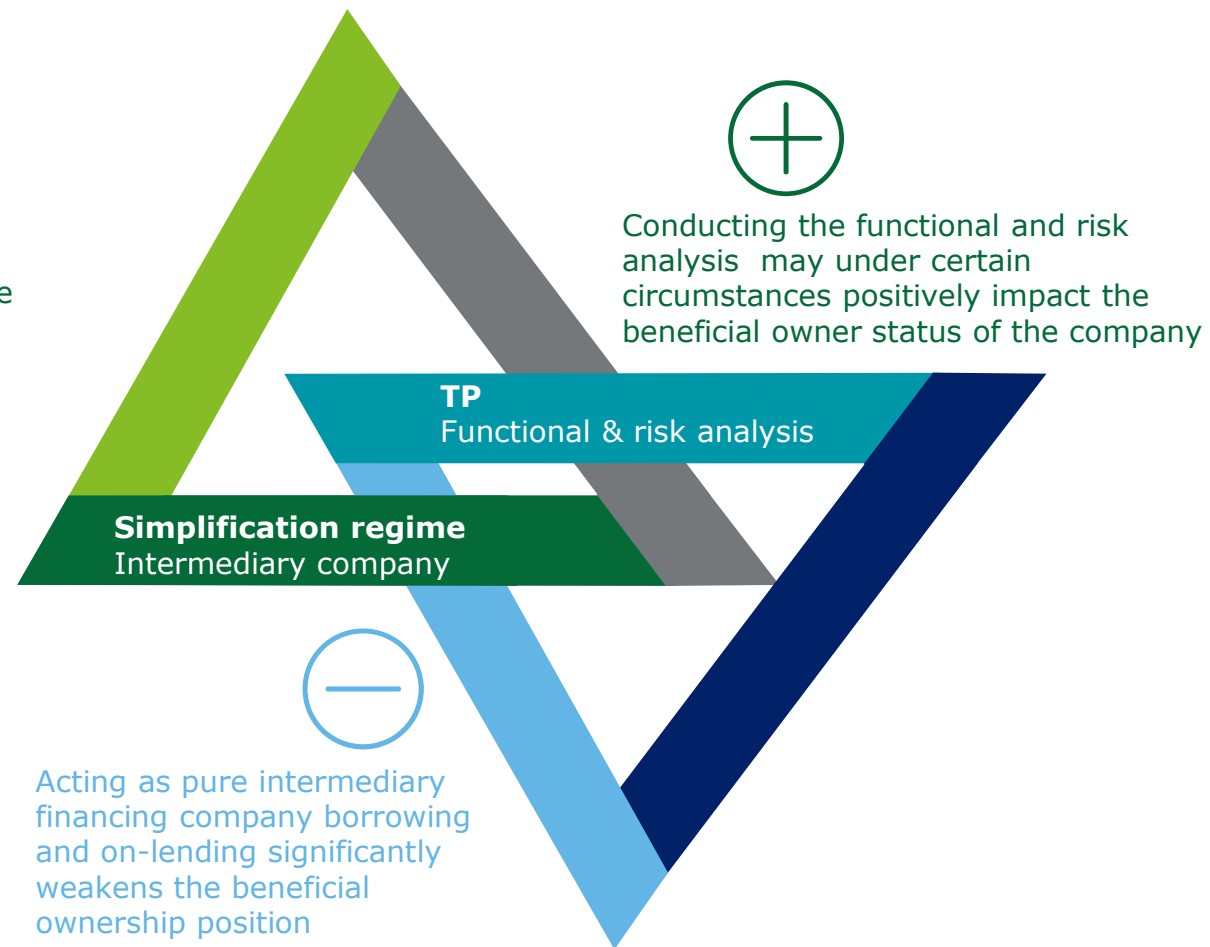 Conducting the functional and risk
analysis  may under certain
circumstances positively impact the
beneficial owner status of the company
e
TP
Functional & risk analysis
Simplification regime
Intermediary company
Acting as pure intermediary
financing company borrowing
and on-lending significantly
weakens the beneficial
ownership position